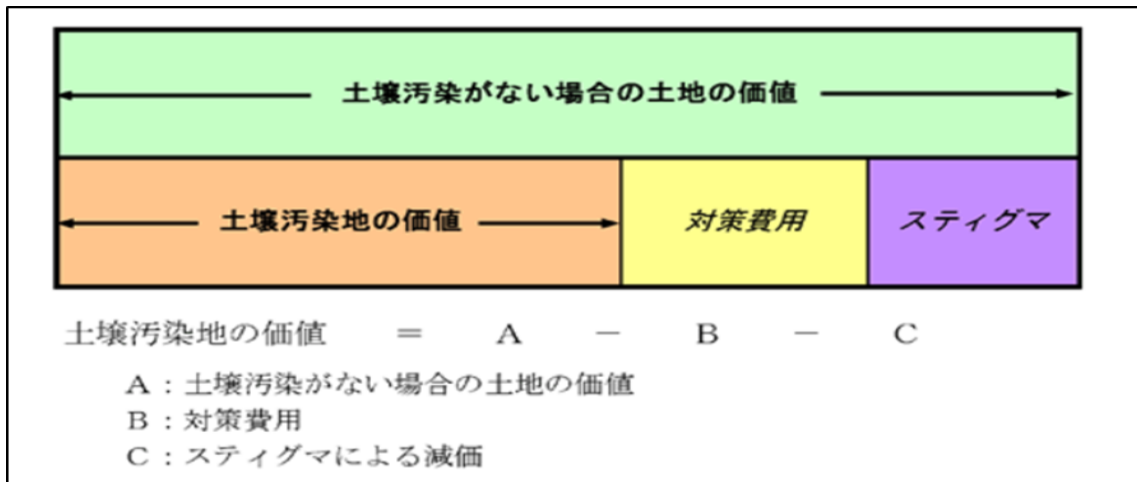 土壌汚染がない場合の土地の価値
土壌汚染地の価値 対策費用 スティグマ
土壌汚染地の価値 = A － B － C
A：土壌汚染がない場合の土地の価値
B：対策費用
C：スティグマによる減価